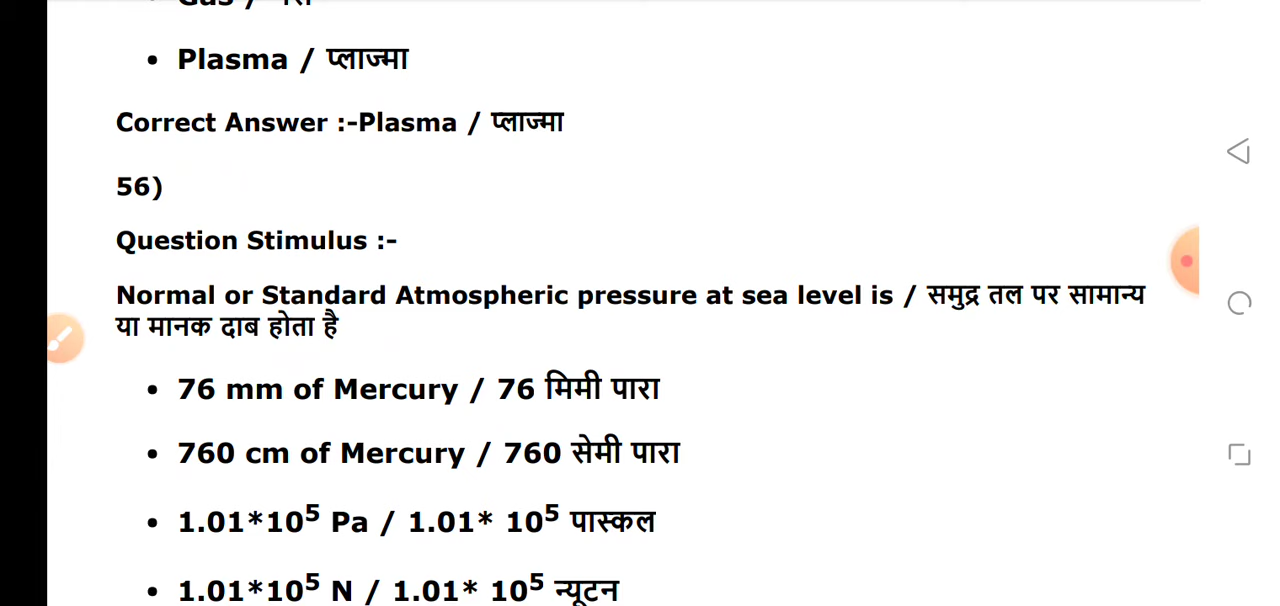 Plasma / प्लाज्मा
Correct Answer :-Plasma / प्लाज्मा
56)
Question Stimulus :-
Normal or Standard Atmospheric pressure at sea level is / समुद्र तल पर सामान्य
या मानक दाब होता है
76 mm of Mercury / 76 मिमी पारा
760 cm of Mercury / 760 सेमी पारा
1.01*10⁵ Pa / 1.01* 10⁵ पास्कल
1.01*10⁵ N / 1.01* 10⁵ न्यूटन